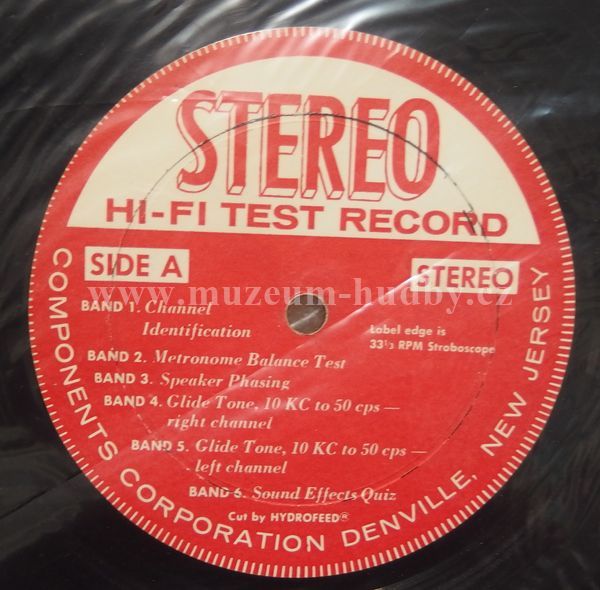 STEREO
HI-FI TEST RECORD
SIDE A
STEREO
www.muzeum-hudby.cz
BAND 1. Channel
Identification
Label edge is
33 1/3 RPM Stroboscope
BAND 2. Metronome Balance Test
BAND 3. Speaker Phasing
BAND 4. Glide Tone, 10 KC to 50 cps —
right channel
BAND 5. Glide Tone, 10 KC to 50 cps —
left channel
BAND 6. Sound Effects Quiz
Cut by HYDROFEED®
COMPONENTS CORPORATION DENVILLE, NEW JERSEY